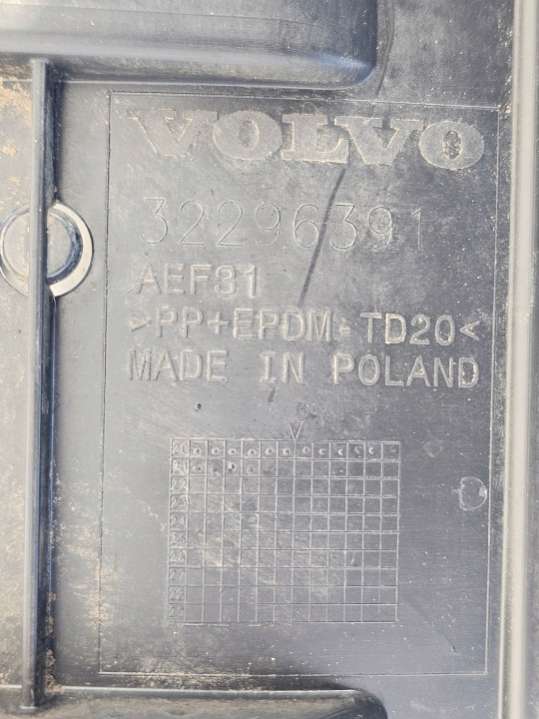 VOLVO
32296391
AEF31
>PP+EPDM-TD20<
MADE IN POLAND